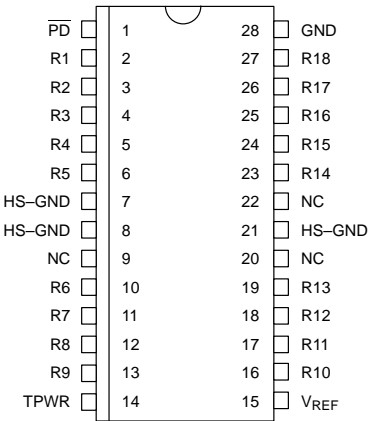 PD 1 28 GND
R1 2 27 R18
R2 3 26 R17
R3 4 25 R16
R4 5 24 R15
R5 6 23 R14
HS–GND 7 22 NC
HS–GND 8 21 HS–GND
NC 9 20 NC
R6 10 19 R13
R7 11 18 R12
R8 12 17 R11
R9 13 16 R10
TPWR 14 15 VREF